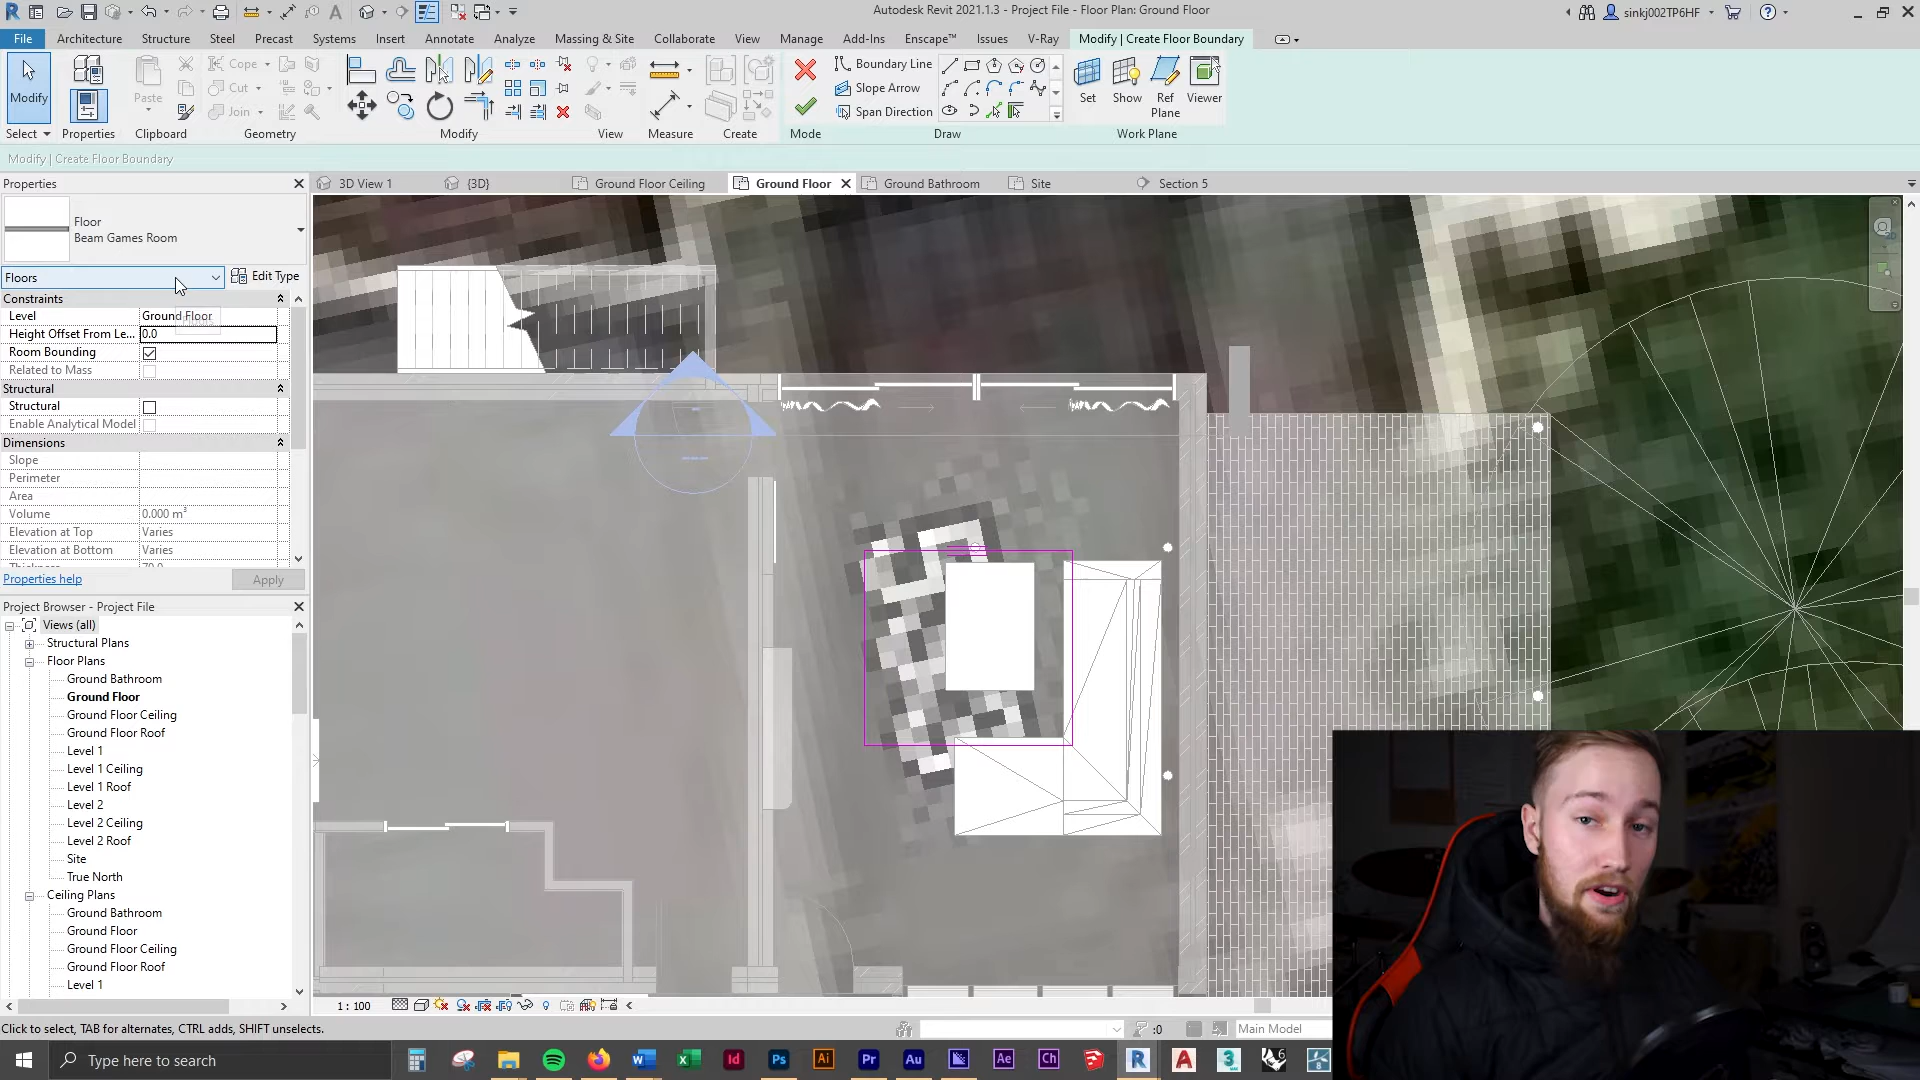 Autodesk Revit 2021.1.3 - Project File - Floor Plan: Ground Floor
sinkj002TP6HF
File Architecture Structure Steel Precast Systems Insert Annotate Analyze Massing & Site Collaborate View Manage Add-Ins Enscape™ Issues V-Ray Modify | Create Floor Boundary
Modify
Paste
Cope
Cut
Join
Boundary Line
Slope Arrow
Span Direction
Set Show Ref Plane Viewer
Select Properties Clipboard Geometry Modify View Measure Create Mode Draw Work Plane
Modify | Create Floor Boundary
Properties
3D View 1 {3D} Ground Floor Ceiling Ground Floor Ground Bathroom Site Section 5
Floor
Beam Games Room
Floors
Edit Type
Constraints
Level Ground Floor
Height Offset From Le... 0.0
Room Bounding
Related to Mass
Structural
Structural
Enable Analytical Model
Dimensions
Slope
Perimeter
Area
Volume 0.000 m³
Elevation at Top Varies
Elevation at Bottom Varies
Properties help
Apply
Project Browser - Project File
Views (all)
Structural Plans
Floor Plans
Ground Bathroom
Ground Floor
Ground Floor Ceiling
Ground Floor Roof
Level 1
Level 1 Ceiling
Level 1 Roof
Level 2
Level 2 Ceiling
Level 2 Roof
Site
True North
Ceiling Plans
Ground Bathroom
Ground Floor
Ground Floor Ceiling
Ground Floor Roof
Level 1
1 : 100
Click to select, TAB for alternates, CTRL adds, SHIFT unselects.
:0
Main Model
Type here to search
Id Ps Ai Pr Au Ae Ch R A 3